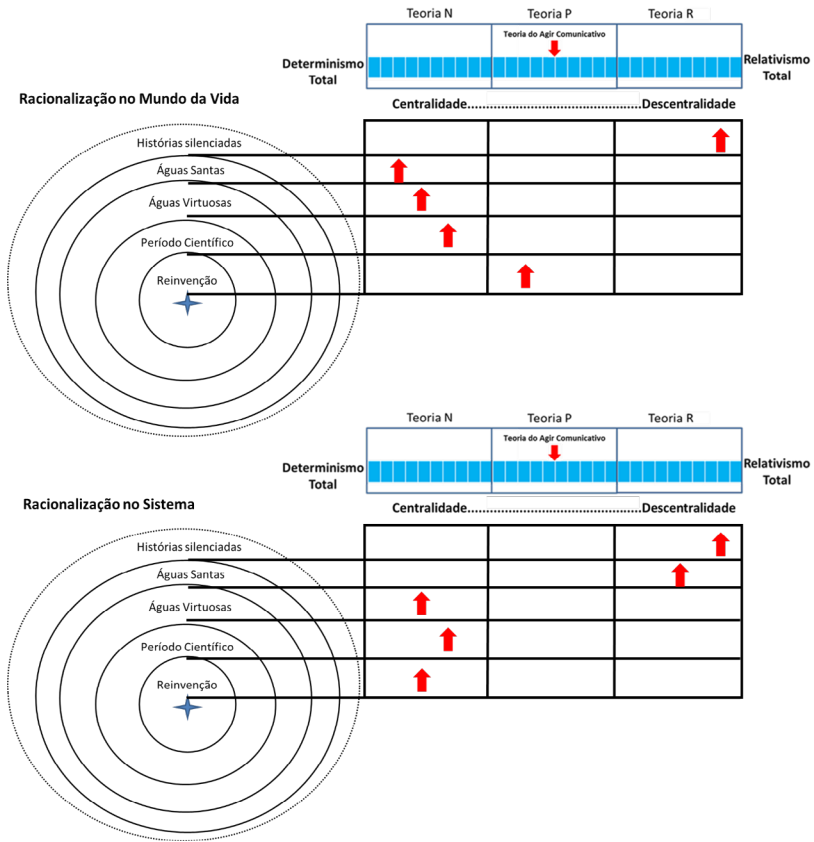 Teoria N Teoria P Teoria R
Teoria do Agir Comunicativo
Determinismo Total
Relativismo Total
Racionalização no Mundo da Vida
Centralidade...........................................Descentralidade
Histórias silenciadas
Águas Santas
Águas Virtuosas
Período Científico
Reinvenção
Teoria N Teoria P Teoria R
Teoria do Agir Comunicativo
Determinismo Total
Relativismo Total
Racionalização no Sistema
Centralidade...........................................Descentralidade
Histórias silenciadas
Águas Santas
Águas Virtuosas
Período Científico
Reinvenção